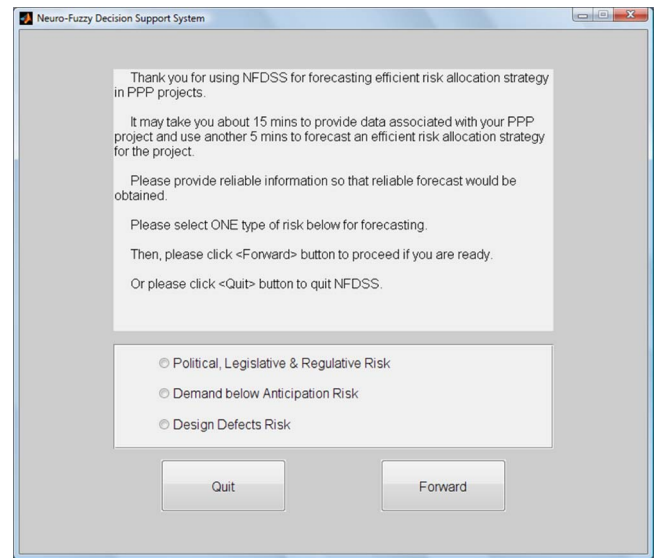 Neuro-Fuzzy Decision Support System
Thank you for using NFDSS for forecasting efficient risk allocation strategy
in PPP projects.
It may take you about 15 mins to provide data associated with your PPP
project and use another 5 mins to forecast an efficient risk allocation strategy
for the project.
Please provide reliable information so that reliable forecast would be
obtained.
Please select ONE type of risk below for forecasting.
Then, please click <Forward> button to proceed if you are ready.
Or please click <Quit> button to quit NFDSS.
Political, Legislative & Regulative Risk
Demand below Anticipation Risk
Design Defects Risk
Quit
Forward